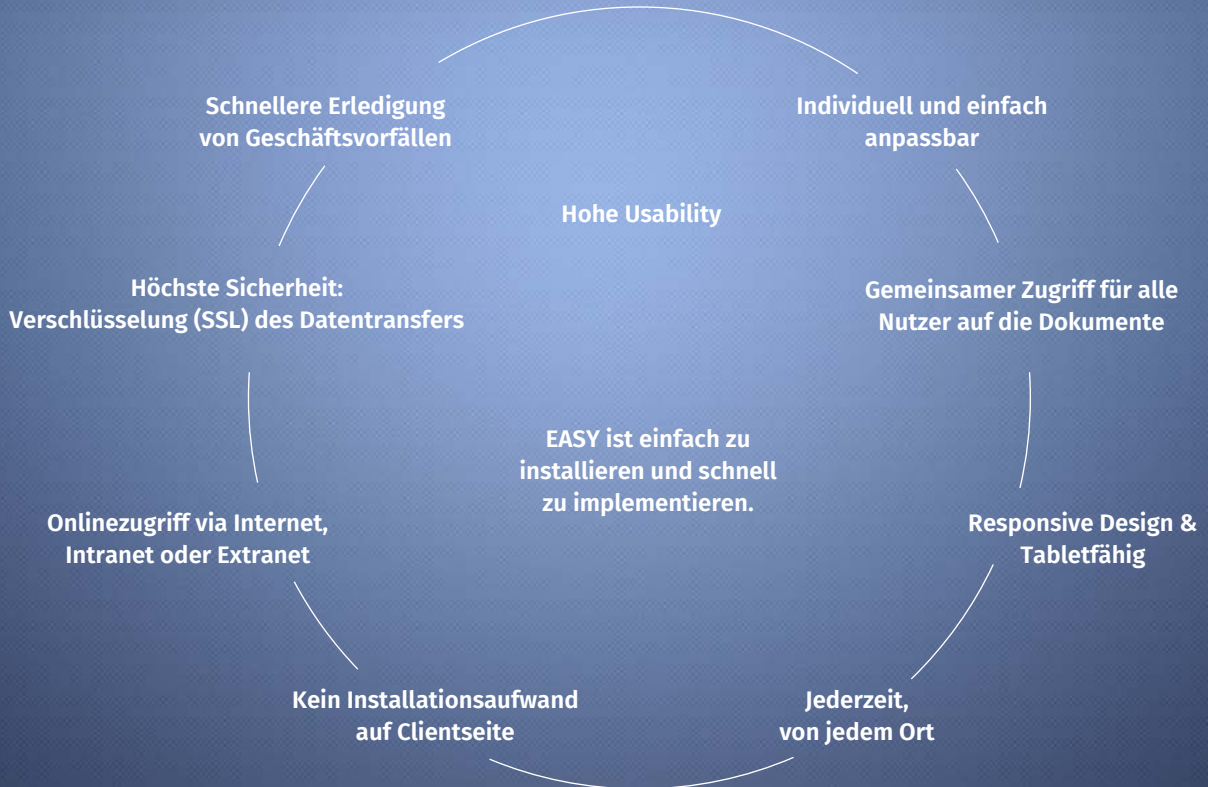 Schnellere Erledigung
von Geschäftsvorfällen
Individuell und einfach
anpassbar
Hohe Usability
Höchste Sicherheit:
Verschlüsselung (SSL) des Datentransfers
Gemeinsamer Zugriff für alle
Nutzer auf die Dokumente
EASY ist einfach zu
installieren und schnell
zu implementieren.
Onlinezugriff via Internet,
Intranet oder Extranet
Responsive Design &
Tabletfähig
Kein Installationsaufwand
auf Clientseite
Jederzeit,
von jedem Ort